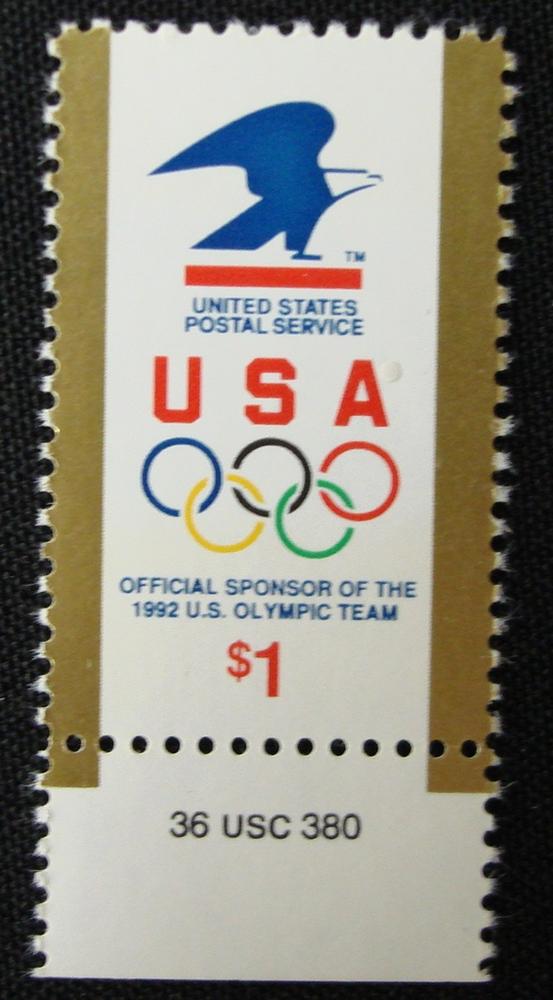 TM
UNITED STATES
POSTAL SERVICE
USA
OFFICIAL SPONSOR OF THE
1992 U.S. OLYMPIC TEAM
$1
36 USC 380